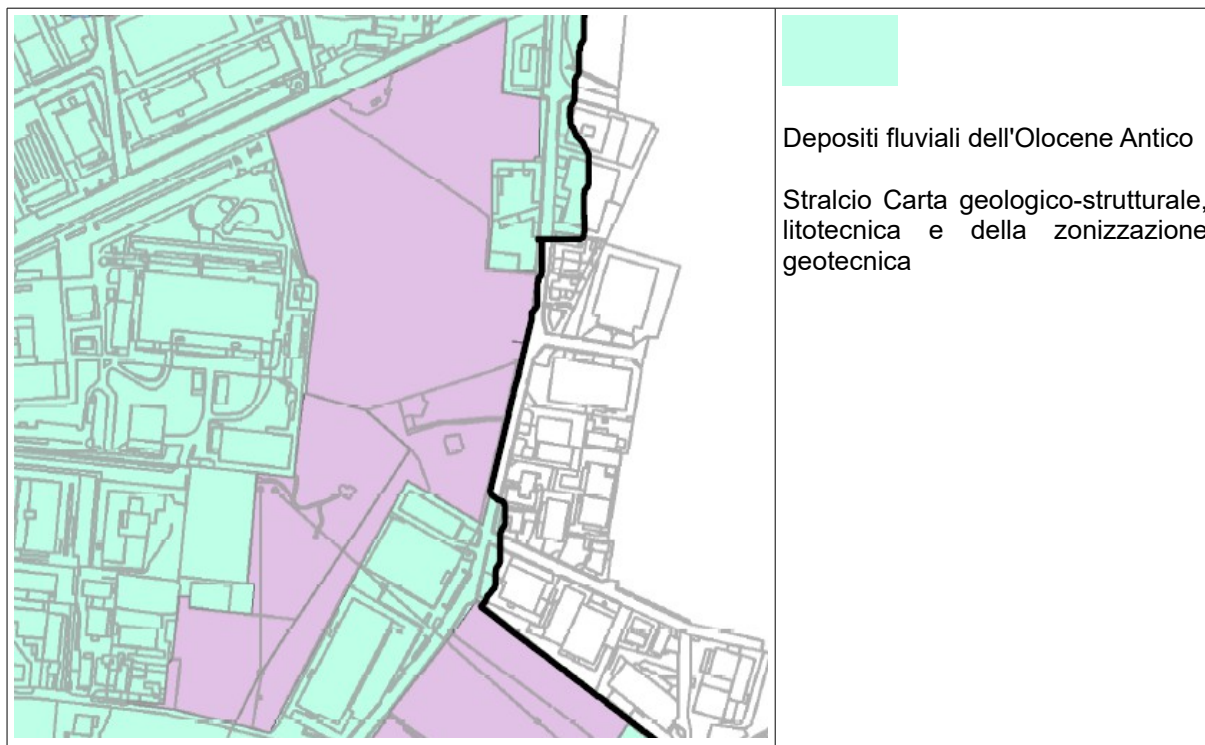 Depositi fluviali dell'Olocene Antico
Stralcio Carta geologico-strutturale,
litotecnica e della zonizzazione
geotecnica